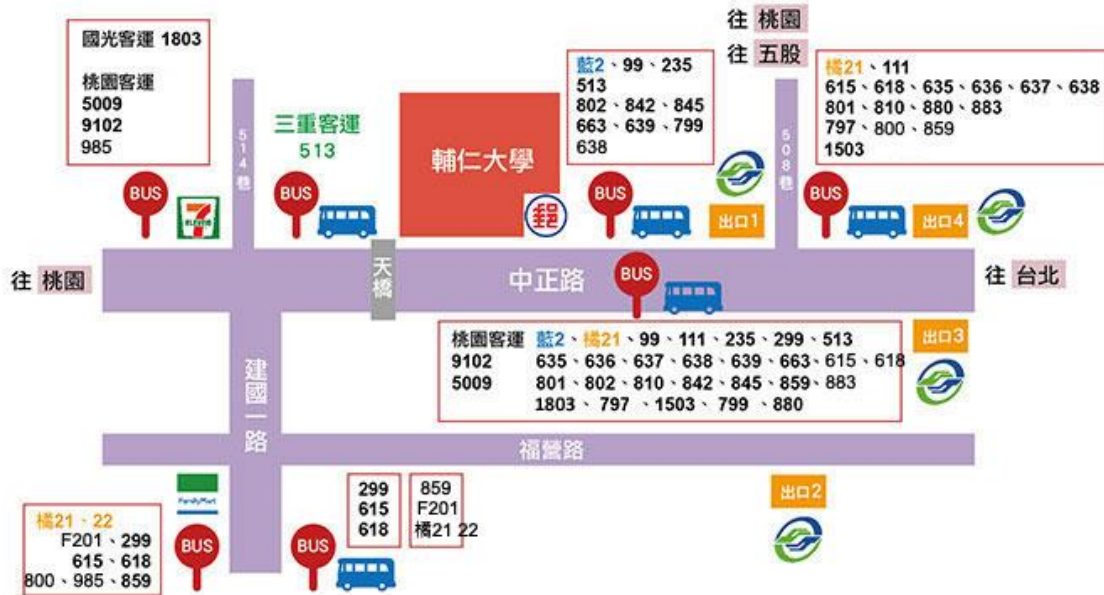 往 桃園
往 五股
國光客運 1803
桃園客運
5009
9102
985
三重客運
513
輔仁大學
藍2、99、235
513
802、842、845
663、639、799
638
橘21、111
615、618、635、636、637、638
801、810、880、883
797、800、859
1503
514巷
508巷
BUS
7
ELEVEN
BUS
郵
BUS
出口1
BUS
出口4
往 桃園
天橋
中正路
BUS
往 台北
桃園客運 藍2、橘21、99、111、235、299、513
9102 635、636、637、638、639、663、615、618
5009 801、802、810、842、845、859、883
1803、797、1503、799、880
出口3
建國一路
福營路
FamilyMart
出口2
橘21、22
F201、299
615、618
800、985、859
BUS
BUS
299
615
618
859
F201
橘21 22